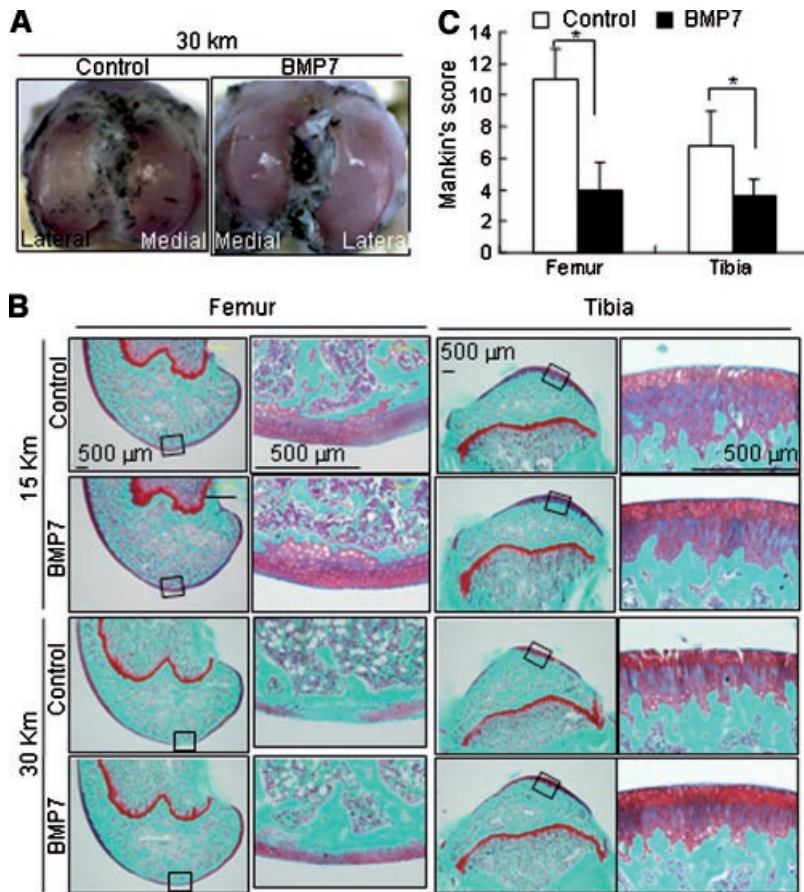 A
30 km
Control BMP7
Lateral Medial Medial Lateral
C
Control BMP7
Mankin's score
14
12
10
8
6
4
2
0
* *
Femur Tibia
B
Femur Tibia
15 Km
Control
500 µm 500 µm 500 µm 500 µm
BMP7
30 Km
Control
BMP7